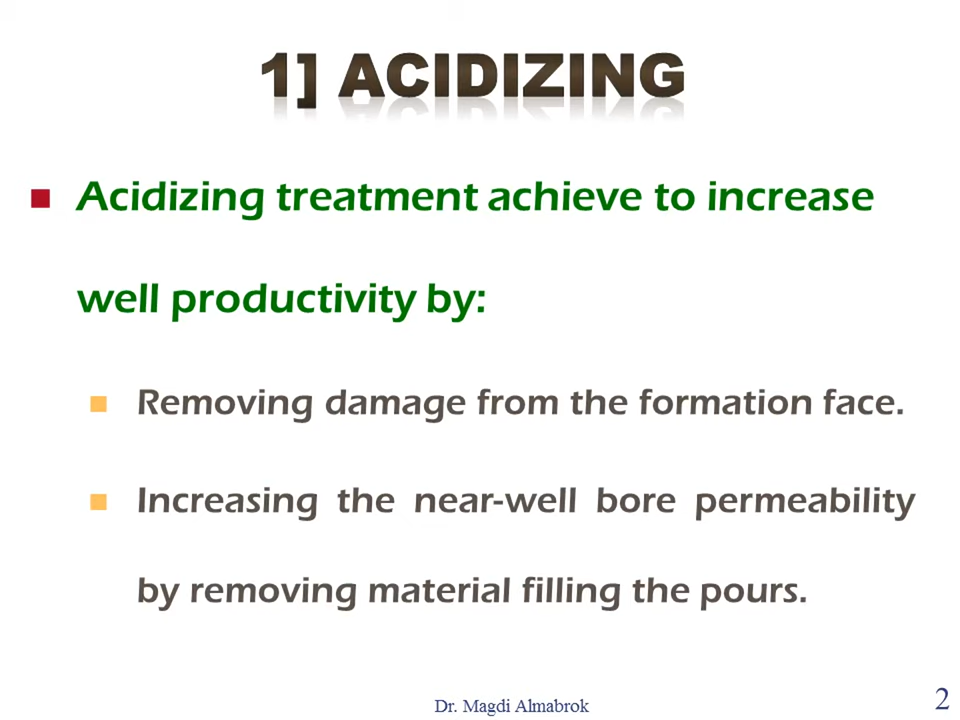 1] ACIDIZING
Acidizing treatment achieve to increase
well productivity by:
Removing damage from the formation face.
Increasing the near-well bore permeability
by removing material filling the pours.
Dr. Magdi Almabrok
2